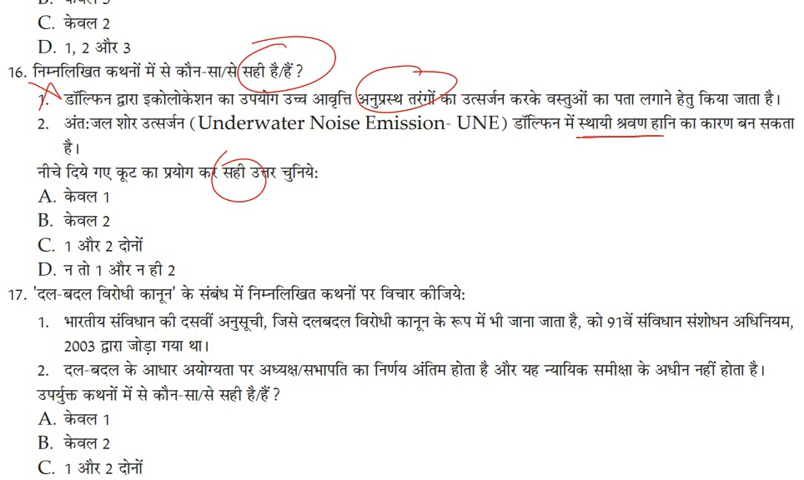 B. केवल 3
C. केवल 2
D. 1, 2 और 3
16. निम्नलिखित कथनों में से कौन-सा/से सही है/हैं?
1. डॉल्फिन द्वारा इकोलोकेशन का उपयोग उच्च आवृत्ति अनुप्रस्थ तरंगों का उत्सर्जन करके वस्तुओं का पता लगाने हेतु किया जाता है।
2. अंत:जल शोर उत्सर्जन (Underwater Noise Emission- UNE) डॉल्फिन में स्थायी श्रवण हानि का कारण बन सकता
है।
नीचे दिये गए कूट का प्रयोग कर सही उत्तर चुनिये:
A. केवल 1
B. केवल 2
C. 1 और 2 दोनों
D. न तो 1 और न ही 2
17. 'दल-बदल विरोधी कानून' के संबंध में निम्नलिखित कथनों पर विचार कीजिये:
1. भारतीय संविधान की दसवीं अनुसूची, जिसे दलबदल विरोधी कानून के रूप में भी जाना जाता है, को 91वें संविधान संशोधन अधिनियम,
2003 द्वारा जोड़ा गया था।
2. दल-बदल के आधार अयोग्यता पर अध्यक्ष/सभापति का निर्णय अंतिम होता है और यह न्यायिक समीक्षा के अधीन नहीं होता है।
उपर्युक्त कथनों में से कौन-सा/से सही है/हैं?
A. केवल 1
B. केवल 2
C. 1 और 2 दोनों